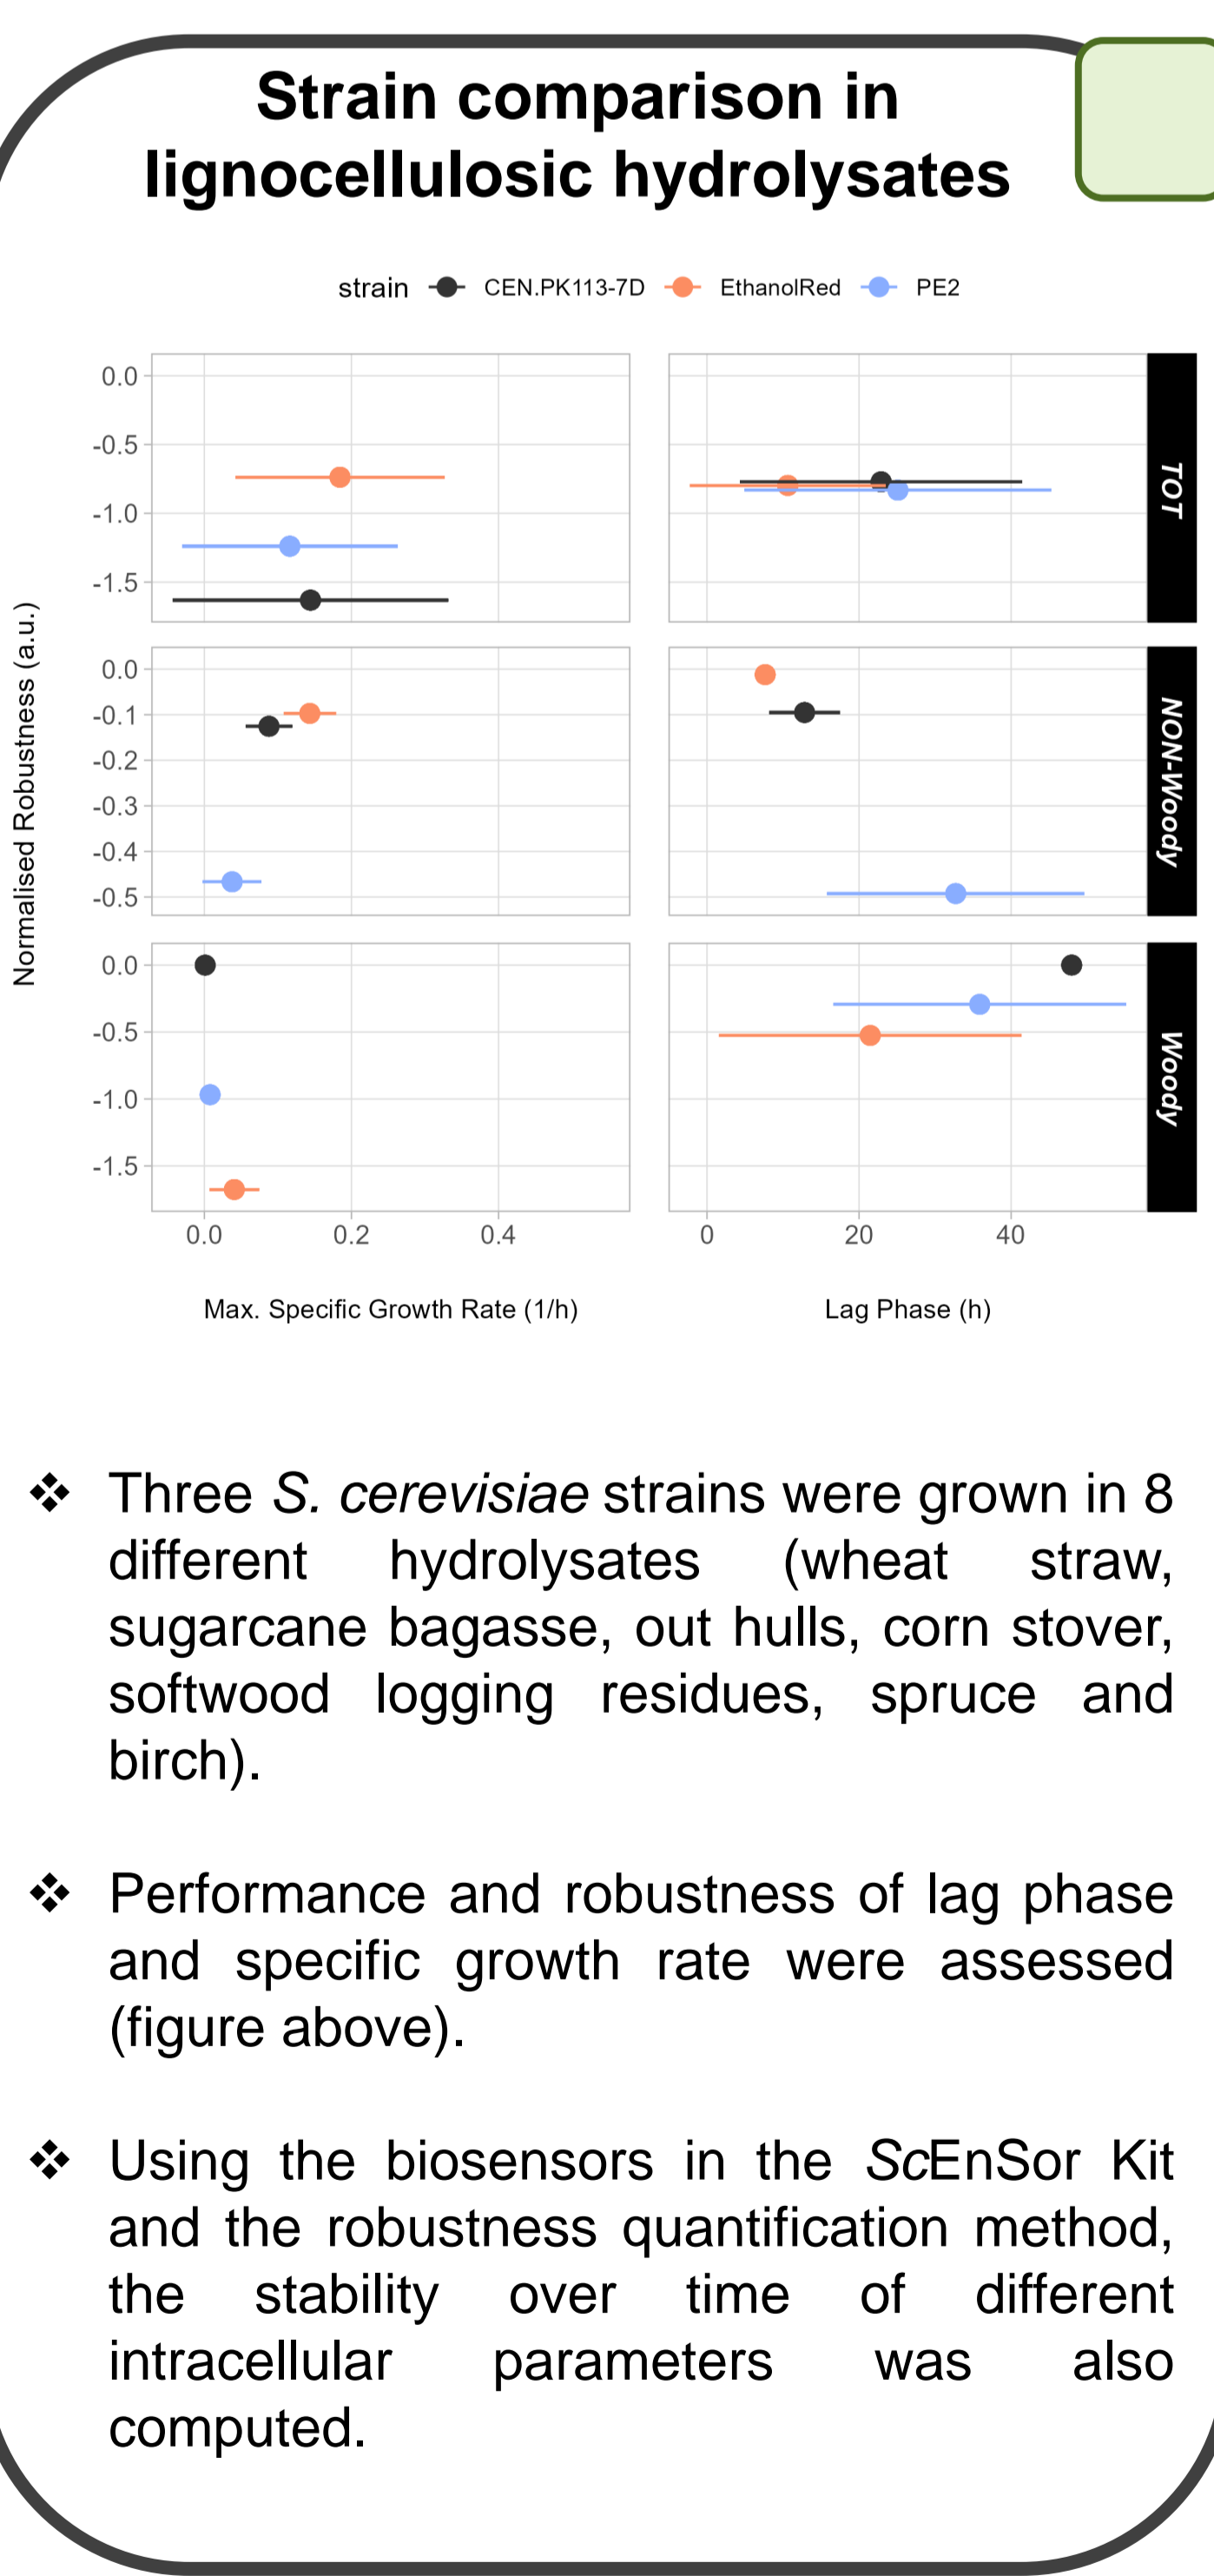 Strain comparison in
lignocellulosic hydrolysates
strain CEN.PK113-7D EthanolRed PE2
Normalised Robustness (a.u.)
0.0
-0.5
-1.0
-1.5
TOT
0.0
-0.1
-0.2
-0.3
-0.4
-0.5
NON-Woody
0.0
-0.5
-1.0
-1.5
Woody
0.0 0.2 0.4 0 20 40
Max. Specific Growth Rate (1/h) Lag Phase (h)
❖ Three S. cerevisiae strains were grown in 8
different hydrolysates (wheat straw,
sugarcane bagasse, out hulls, corn stover,
softwood logging residues, spruce and
birch).
❖ Performance and robustness of lag phase
and specific growth rate were assessed
(figure above).
❖ Using the biosensors in the ScEnSor Kit
and the robustness quantification method,
the stability over time of different
intracellular parameters was also
computed.